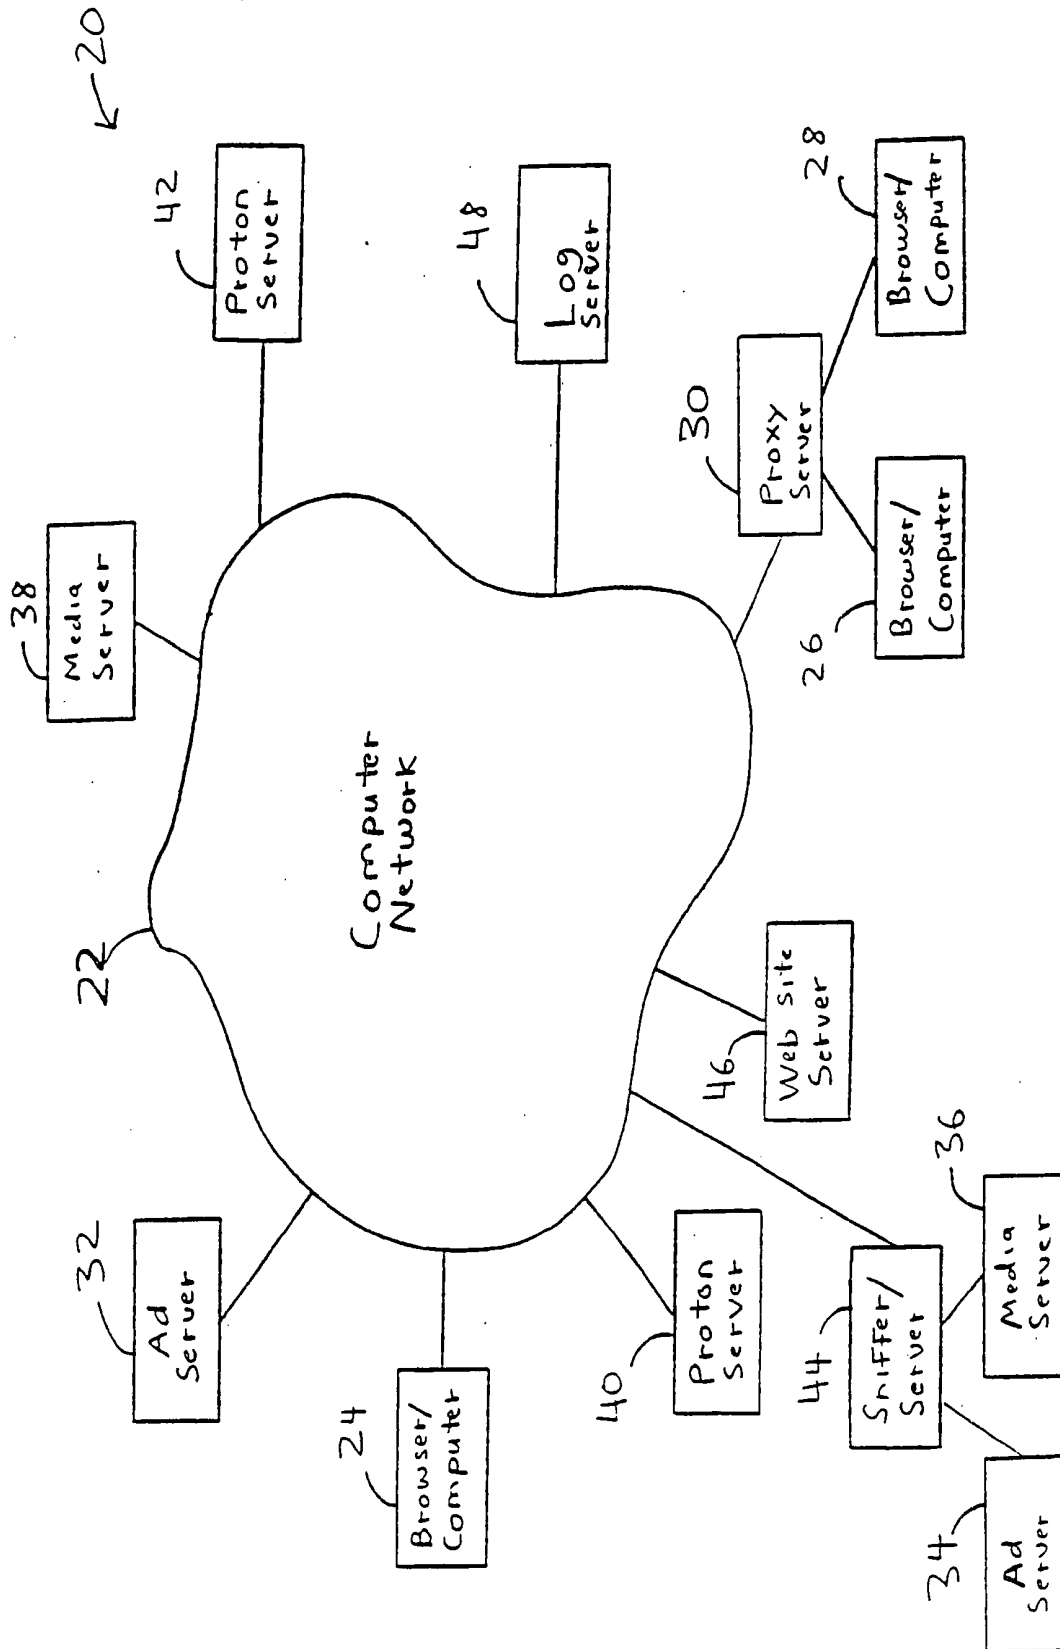 20
42
Proton
Server
38
Media
Server
48
Log
Server
22
Computer
Network
30
Proxy
Server
28
Browser/
Computer
26
Browser/
Computer
32
Ad
Server
24
Browser/
Computer
40
Proton
Server
46
Web site
Server
44
Sniffer/
Server
36
Media
Server
34
Ad
Server